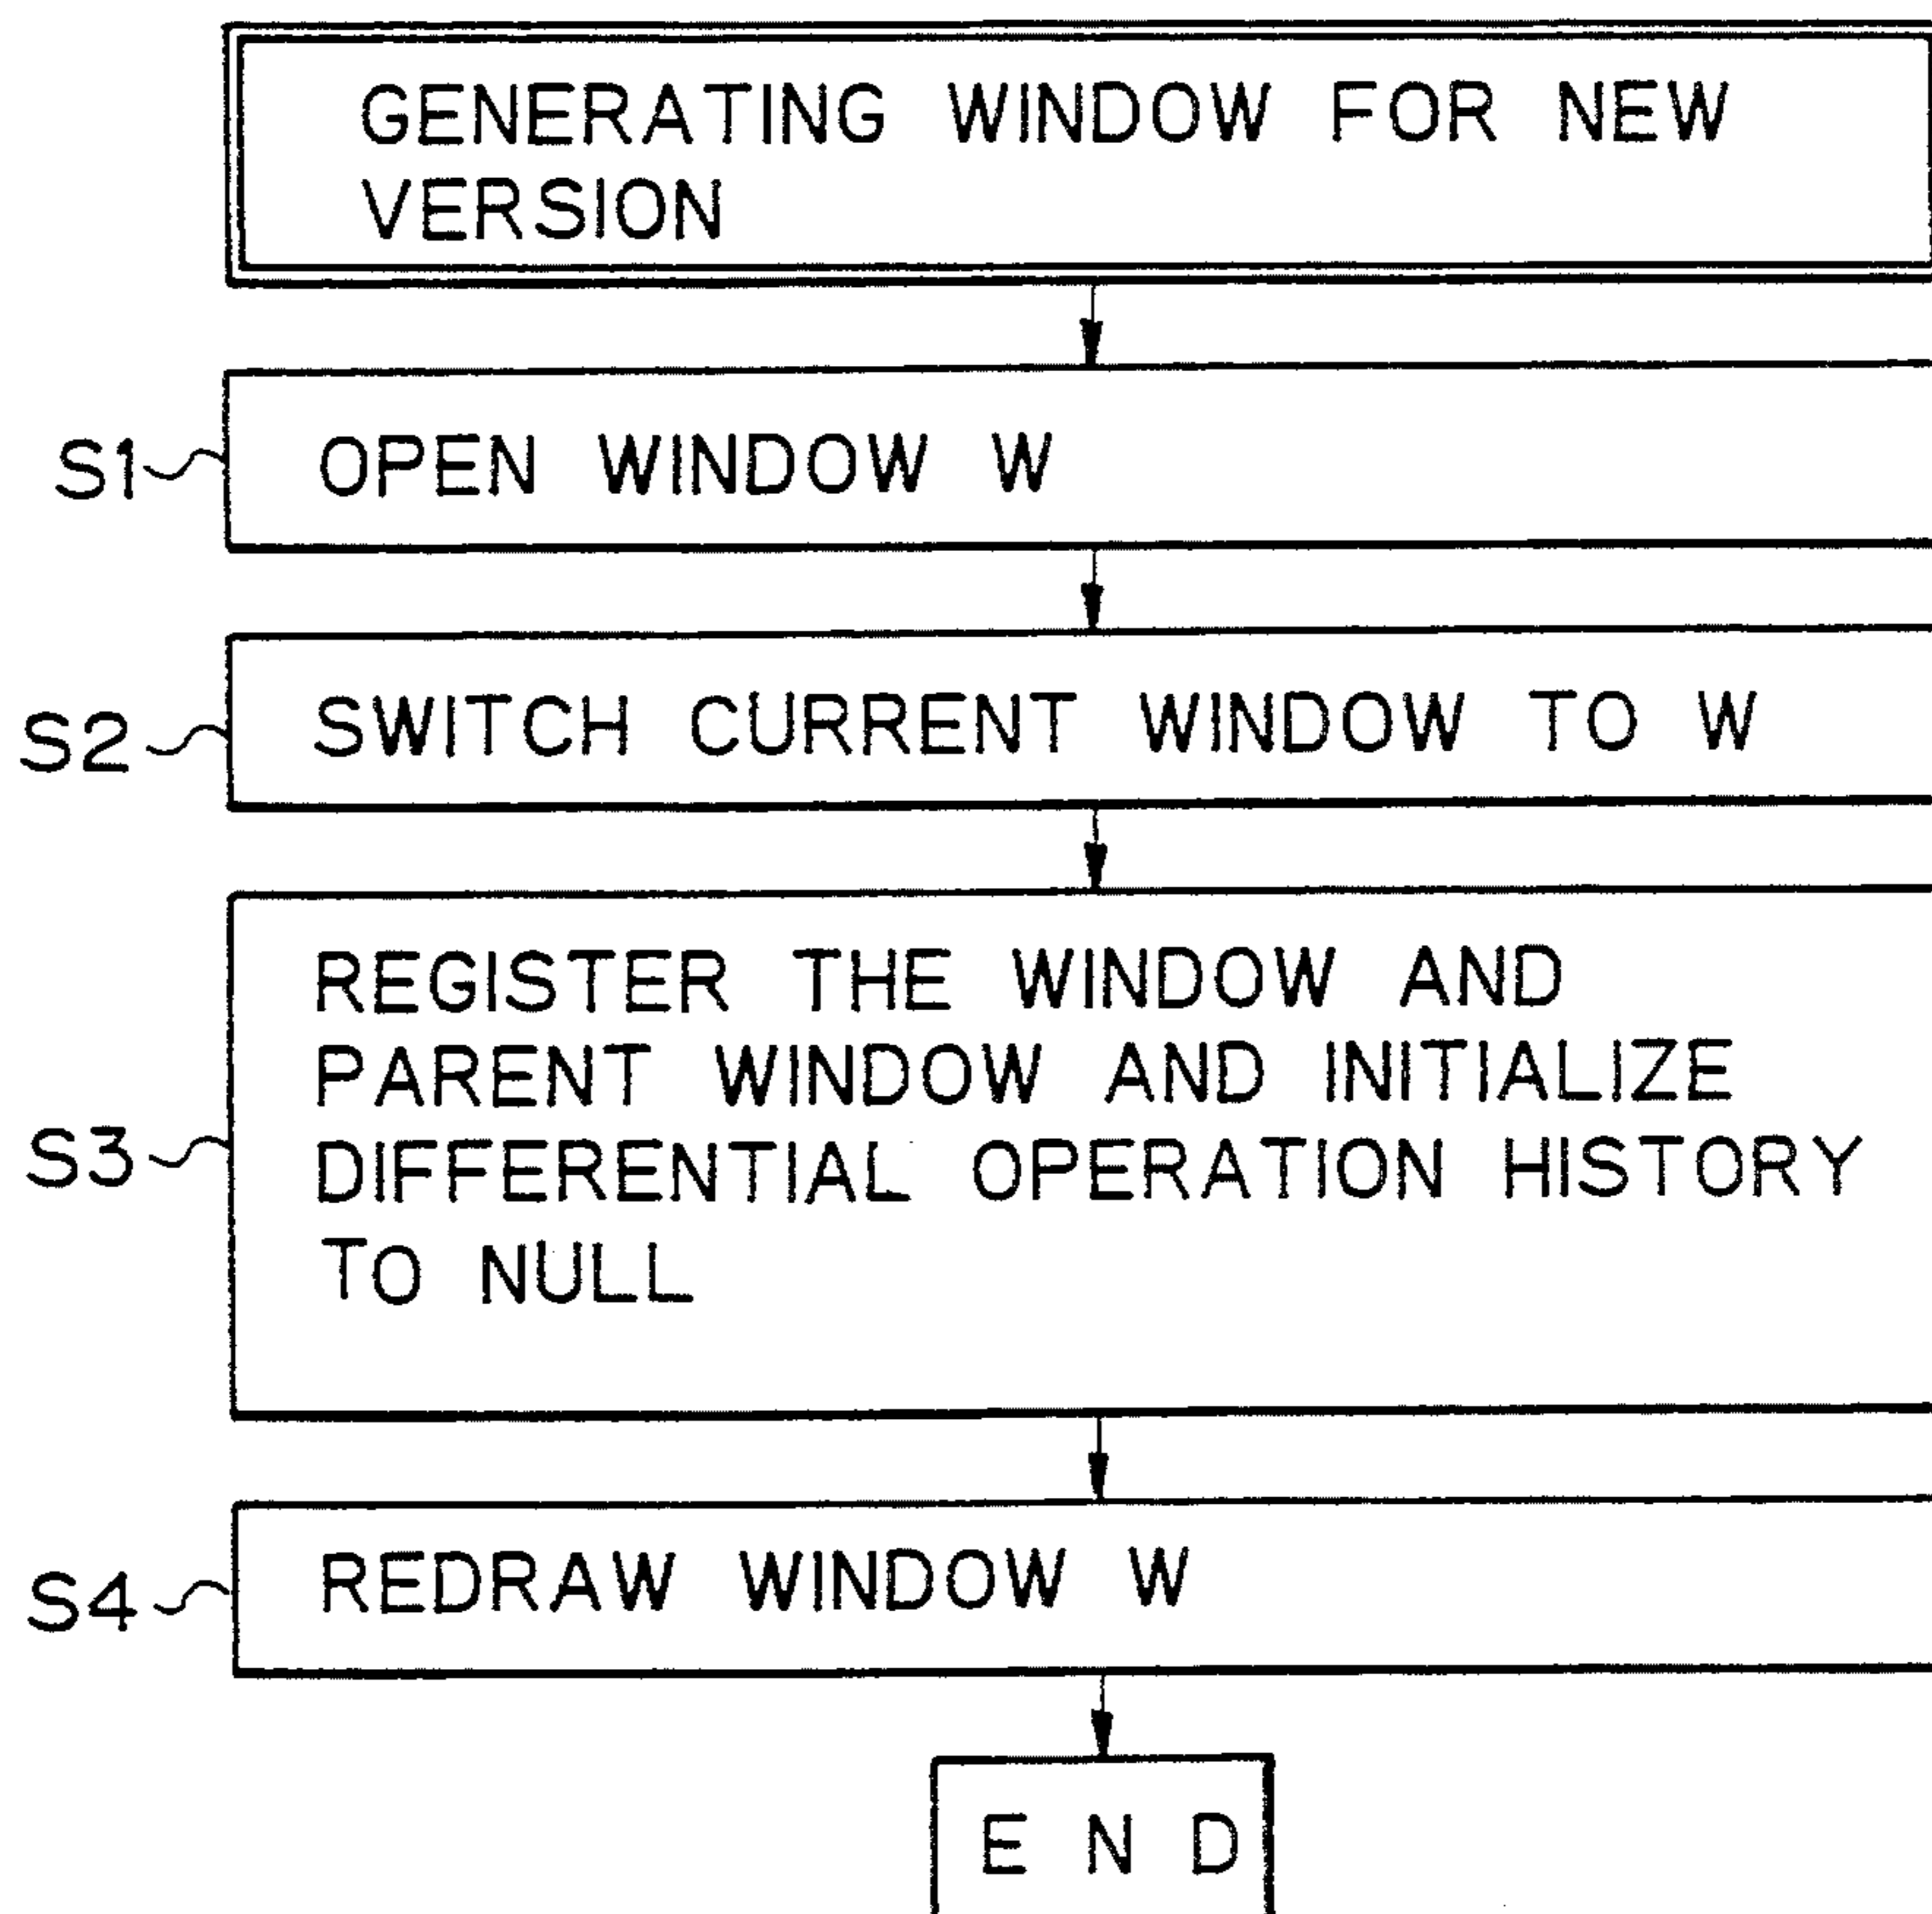 GENERATING WINDOW FOR NEW
VERSION
S1
OPEN WINDOW W
S2
SWITCH CURRENT WINDOW TO W
REGISTER THE WINDOW AND
PARENT WINDOW AND INITIALIZE
S3
DIFFERENTIAL OPERATION HISTORY
TO NULL
S4
REDRAW WINDOW W
END